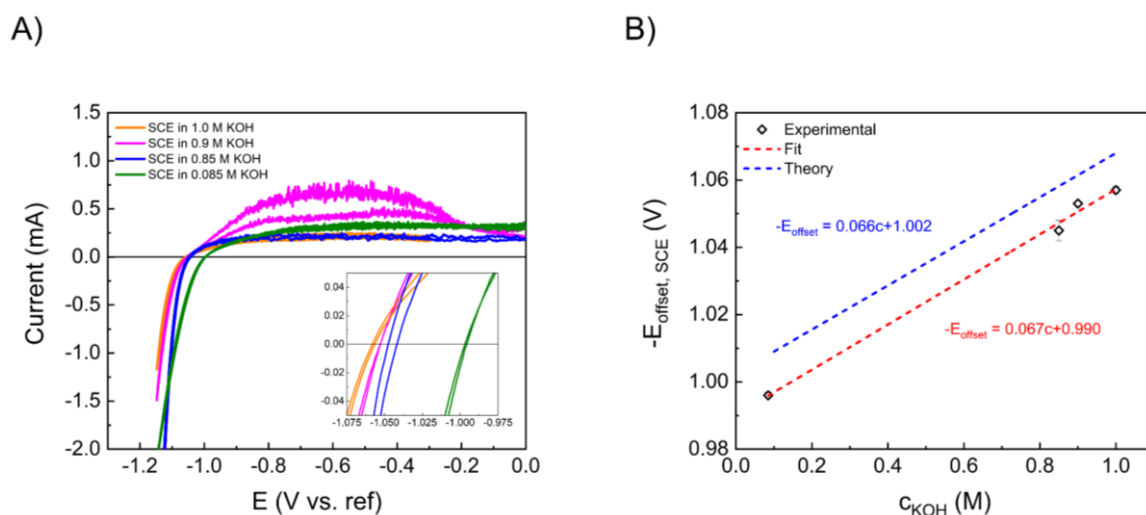 A)
B)
1.5
1.0
0.5
0.0
-0.5
-1.0
-1.5
-2.0
Current (mA)
SCE in 1.0 M KOH
SCE in 0.9 M KOH
SCE in 0.85 M KOH
SCE in 0.085 M KOH
0.04
0.02
0.00
-0.02
-0.04
-1.075 -1.050 -1.025 -1.000 -0.975
-1.2 -1.0 -0.8 -0.6 -0.4 -0.2 0.0
E (V vs. ref)
1.08
1.06
1.04
1.02
1.00
0.98
-Eoffset, SCE (V)
Experimental
Fit
Theory
-Eoffset = 0.066c+1.002
-Eoffset = 0.067c+0.990
0.0 0.2 0.4 0.6 0.8 1.0
cKOH (M)